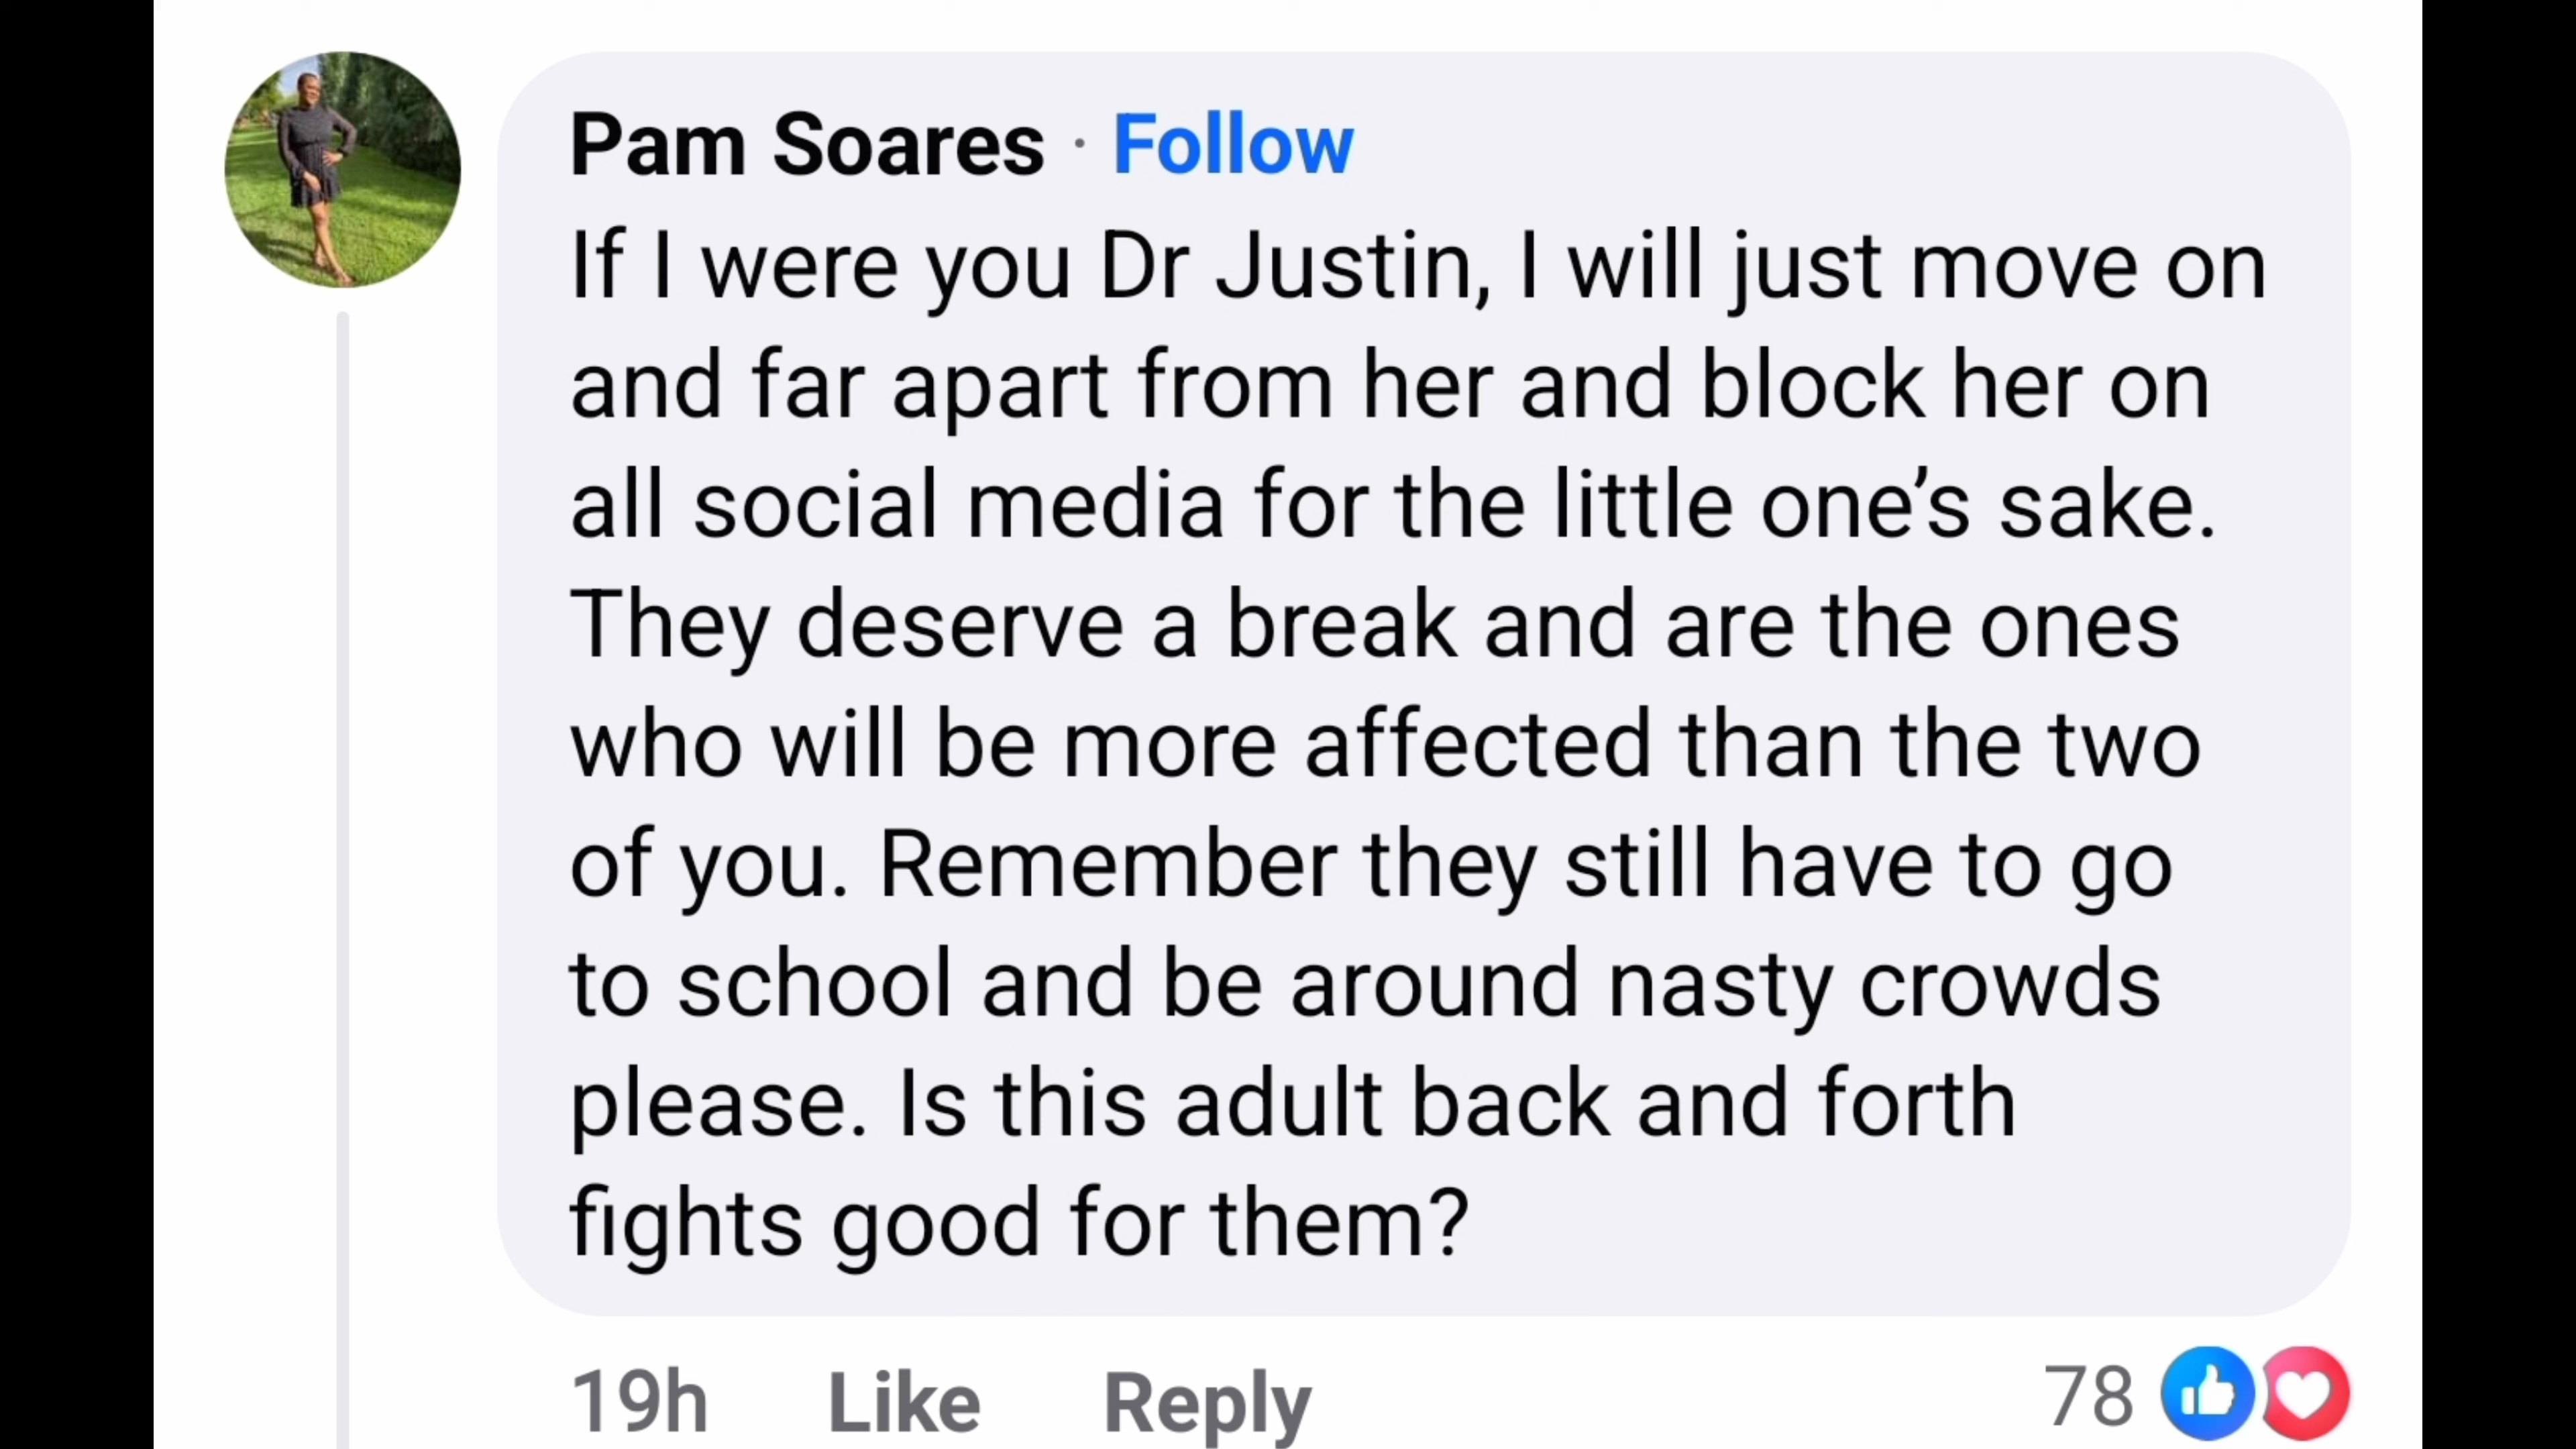 Pam Soares · Follow
If I were you Dr Justin, I will just move on
and far apart from her and block her on
all social media for the little one’s sake.
They deserve a break and are the ones
who will be more affected than the two
of you. Remember they still have to go
to school and be around nasty crowds
please. Is this adult back and forth
fights good for them?
19h Like Reply 78